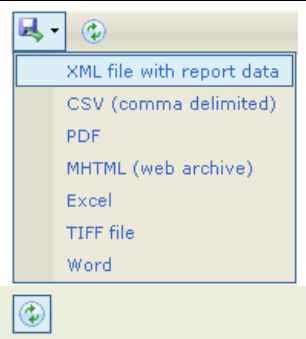 XML file with report data
CSV (comma delimited)
PDF
MHTML (web archive)
Excel
TIFF file
Word